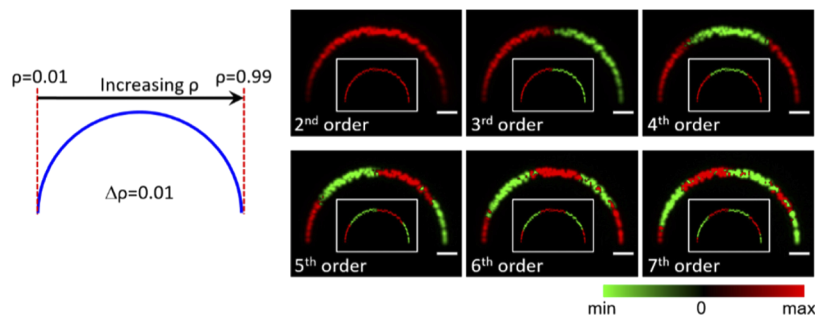 ρ=0.01
ρ=0.99
Increasing ρ
Δρ=0.01
2nd order
3rd order
4th order
5th order
6th order
7th order
min
0
max